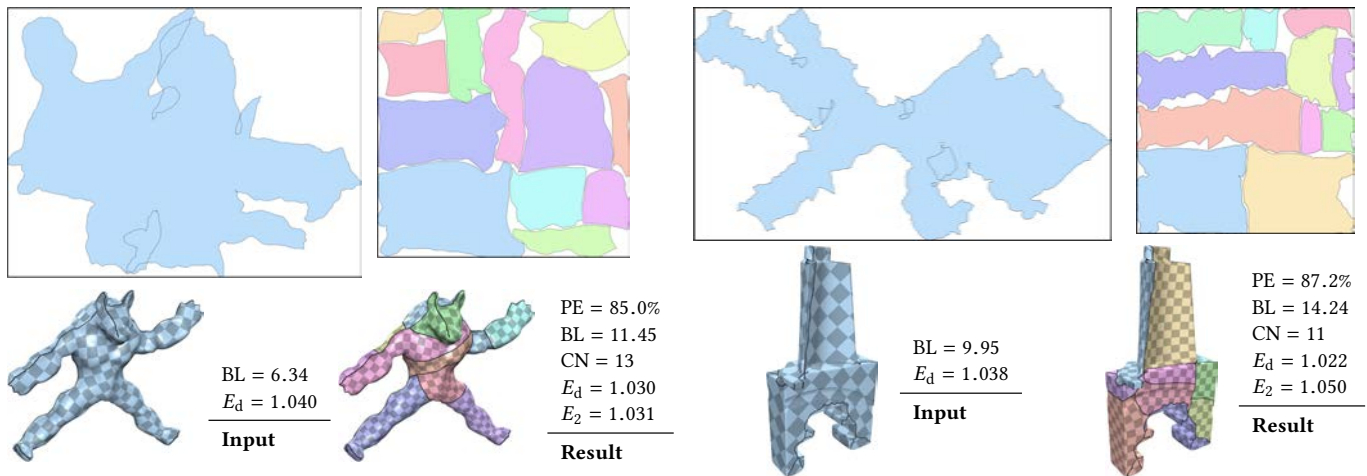 BL = 6.34
E_d = 1.040
Input
PE = 85.0%
BL = 11.45
CN = 13
E_d = 1.030
E_2 = 1.031
Result
BL = 9.95
E_d = 1.038
Input
PE = 87.2%
BL = 14.24
CN = 11
E_d = 1.022
E_2 = 1.050
Result